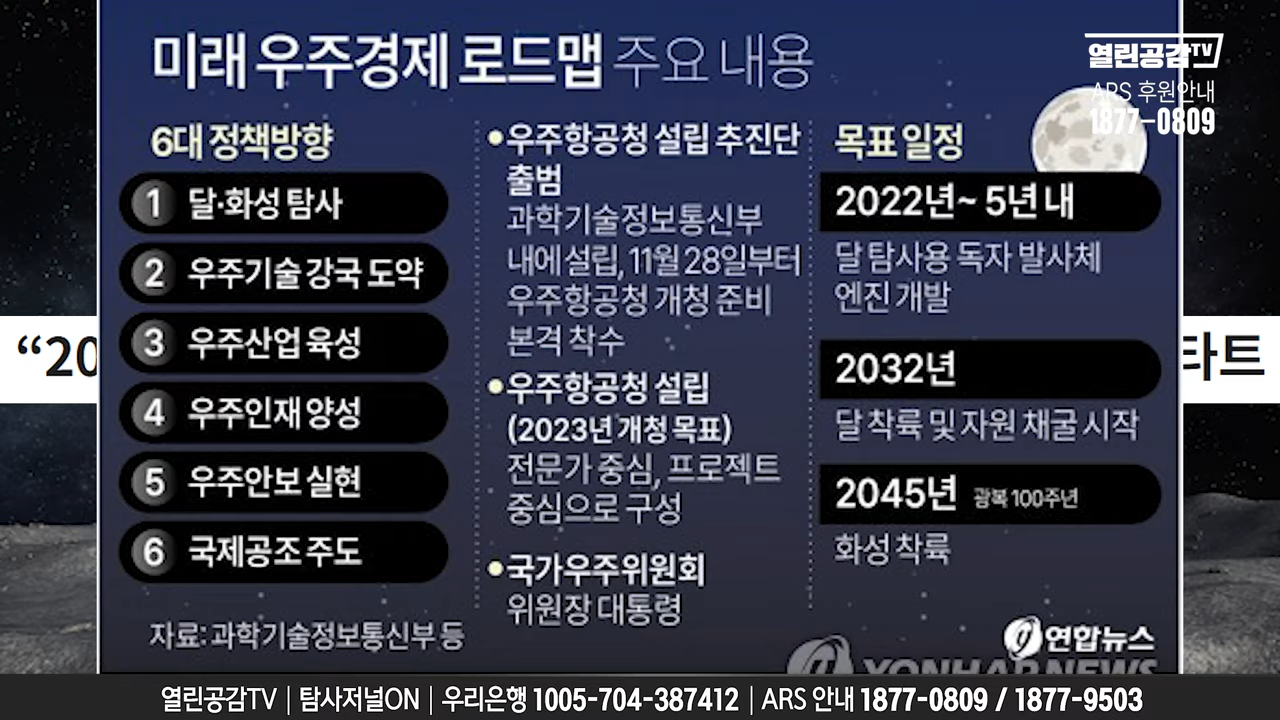 미래 우주경제 로드맵 주요 내용
열린공감TV
ARS 후원안내
1877-0809
6대 정책방향
1 달·화성 탐사
2 우주기술 강국 도약
3 우주산업 육성
4 우주인재 양성
5 우주안보 실현
6 국제공조 주도
자료: 과학기술정보통신부 등
•우주항공청 설립 추진단
출범
과학기술정보통신부
내에 설립, 11월 28일부터
우주항공청 개청 준비
본격 착수
•우주항공청 설립
(2023년 개청 목표)
전문가 중심, 프로젝트
중심으로 구성
•국가우주위원회
위원장 대통령
목표 일정
2022년~ 5년 내
달 탐사용 독자 발사체
엔진 개발
2032년
달 착륙 및 자원 채굴 시작
2045년 광복 100주년
화성 착륙
연합뉴스
YONHAP NEWS
“20
타트
열린공감TV | 탐사저널ON | 우리은행 1005-704-387412 | ARS 안내 1877-0809 / 1877-9503